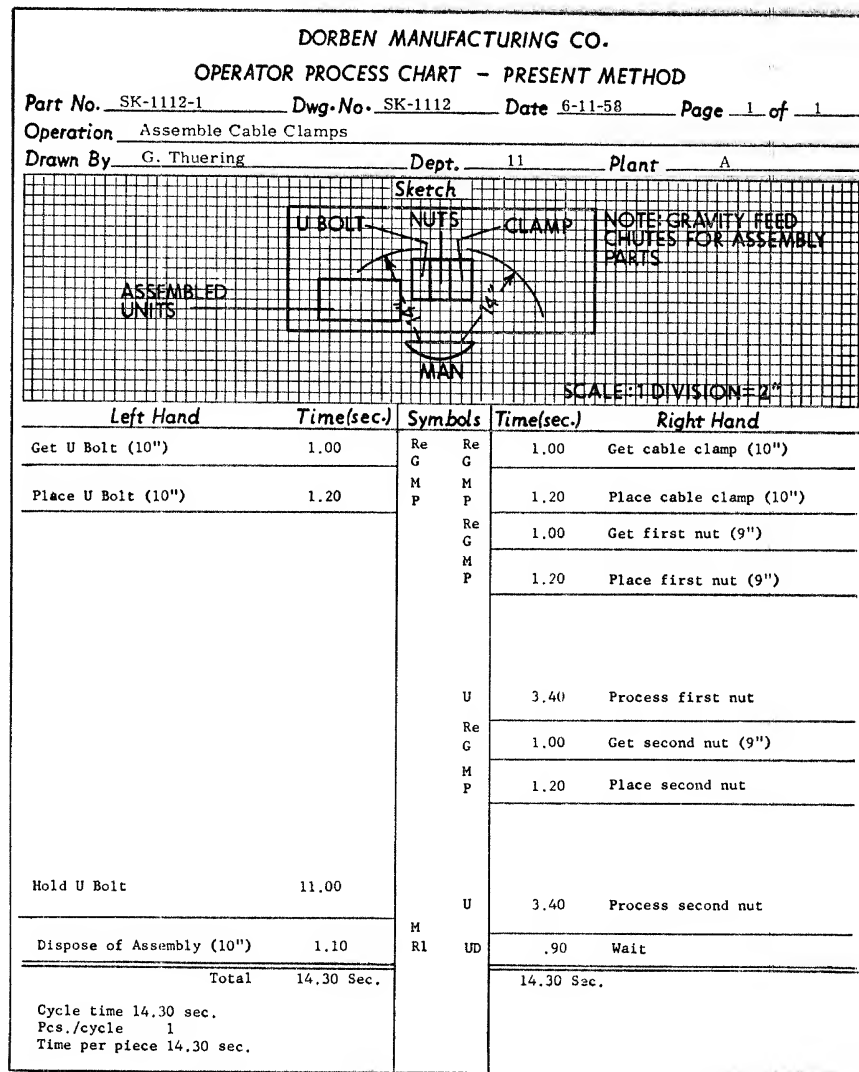 DORBEN MANUFACTURING CO.
OPERATOR PROCESS CHART - PRESENT METHOD
Part No. SK-1112-1 Dwg. No. SK-1112 Date 6-11-58 Page 1 of 1
Operation Assemble Cable Clamps
Drawn By G. Thuering Dept. 11 Plant A
Sketch
U BOLT NUTS CLAMP NOTE: GRAVITY FEED
CHUTES FOR ASSEMBLY
PARTS
ASSEMBLED
UNITS
14" 14"
MAN
SCALE: 1 DIVISION = 2"
Left Hand Time(sec.) Symbols Time(sec.) Right Hand
Get U Bolt (10") 1.00 Re Re 1.00 Get cable clamp (10")
G G
M M
Place U Bolt (10") 1.20 P P 1.20 Place cable clamp (10")
Re
G 1.00 Get first nut (9")
M
P 1.20 Place first nut (9")
U 3.40 Process first nut
Re
G 1.00 Get second nut (9")
M
P 1.20 Place second nut
Hold U Bolt 11.00
U 3.40 Process second nut
M
Dispose of Assembly (10") 1.10 Rl UD .90 Wait
Total 14.30 Sec. 14.30 Sec.
Cycle time 14.30 sec.
Pcs./cycle 1
Time per piece 14.30 sec.